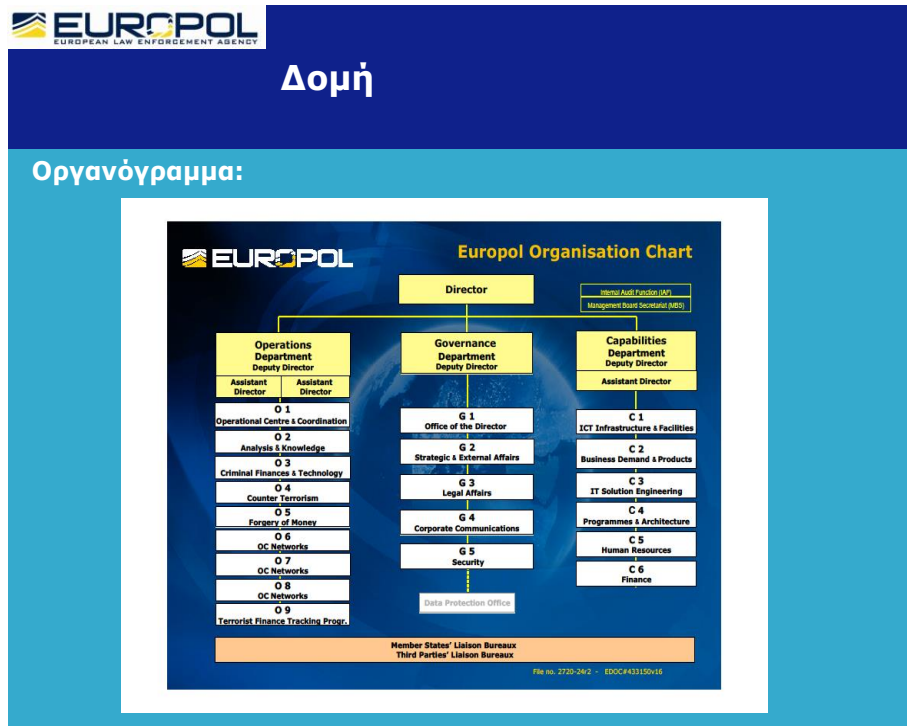 EUROPOL
EUROPEAN LAW ENFORCEMENT AGENCY
Δομή
Οργανόγραμμα:
EUROPOL
Europol Organisation Chart
Director
Internal Audit Function (IAF)
Management Board Secretariat (MBS)
Operations
Department
Deputy Director
Assistant
Director
Assistant
Director
O 1
Operational Centre & Coordination
O 2
Analysis & Knowledge
O 3
Criminal Finances & Technology
O 4
Counter Terrorism
O 5
Forgery of Money
O 6
OC Networks
O 7
OC Networks
O 8
OC Networks
O 9
Terrorist Finance Tracking Progr.
Governance
Department
Deputy Director
G 1
Office of the Director
G 2
Strategic & External Affairs
G 3
Legal Affairs
G 4
Corporate Communications
G 5
Security
Data Protection Office
Capabilities
Department
Deputy Director
Assistant Director
C 1
ICT Infrastructure & Facilities
C 2
Business Demand & Products
C 3
IT Solution Engineering
C 4
Programmes & Architecture
C 5
Human Resources
C 6
Finance
Member States' Liaison Bureaux
Third Parties' Liaison Bureaux
File no. 2720-24r2 - EDOC#433150v16